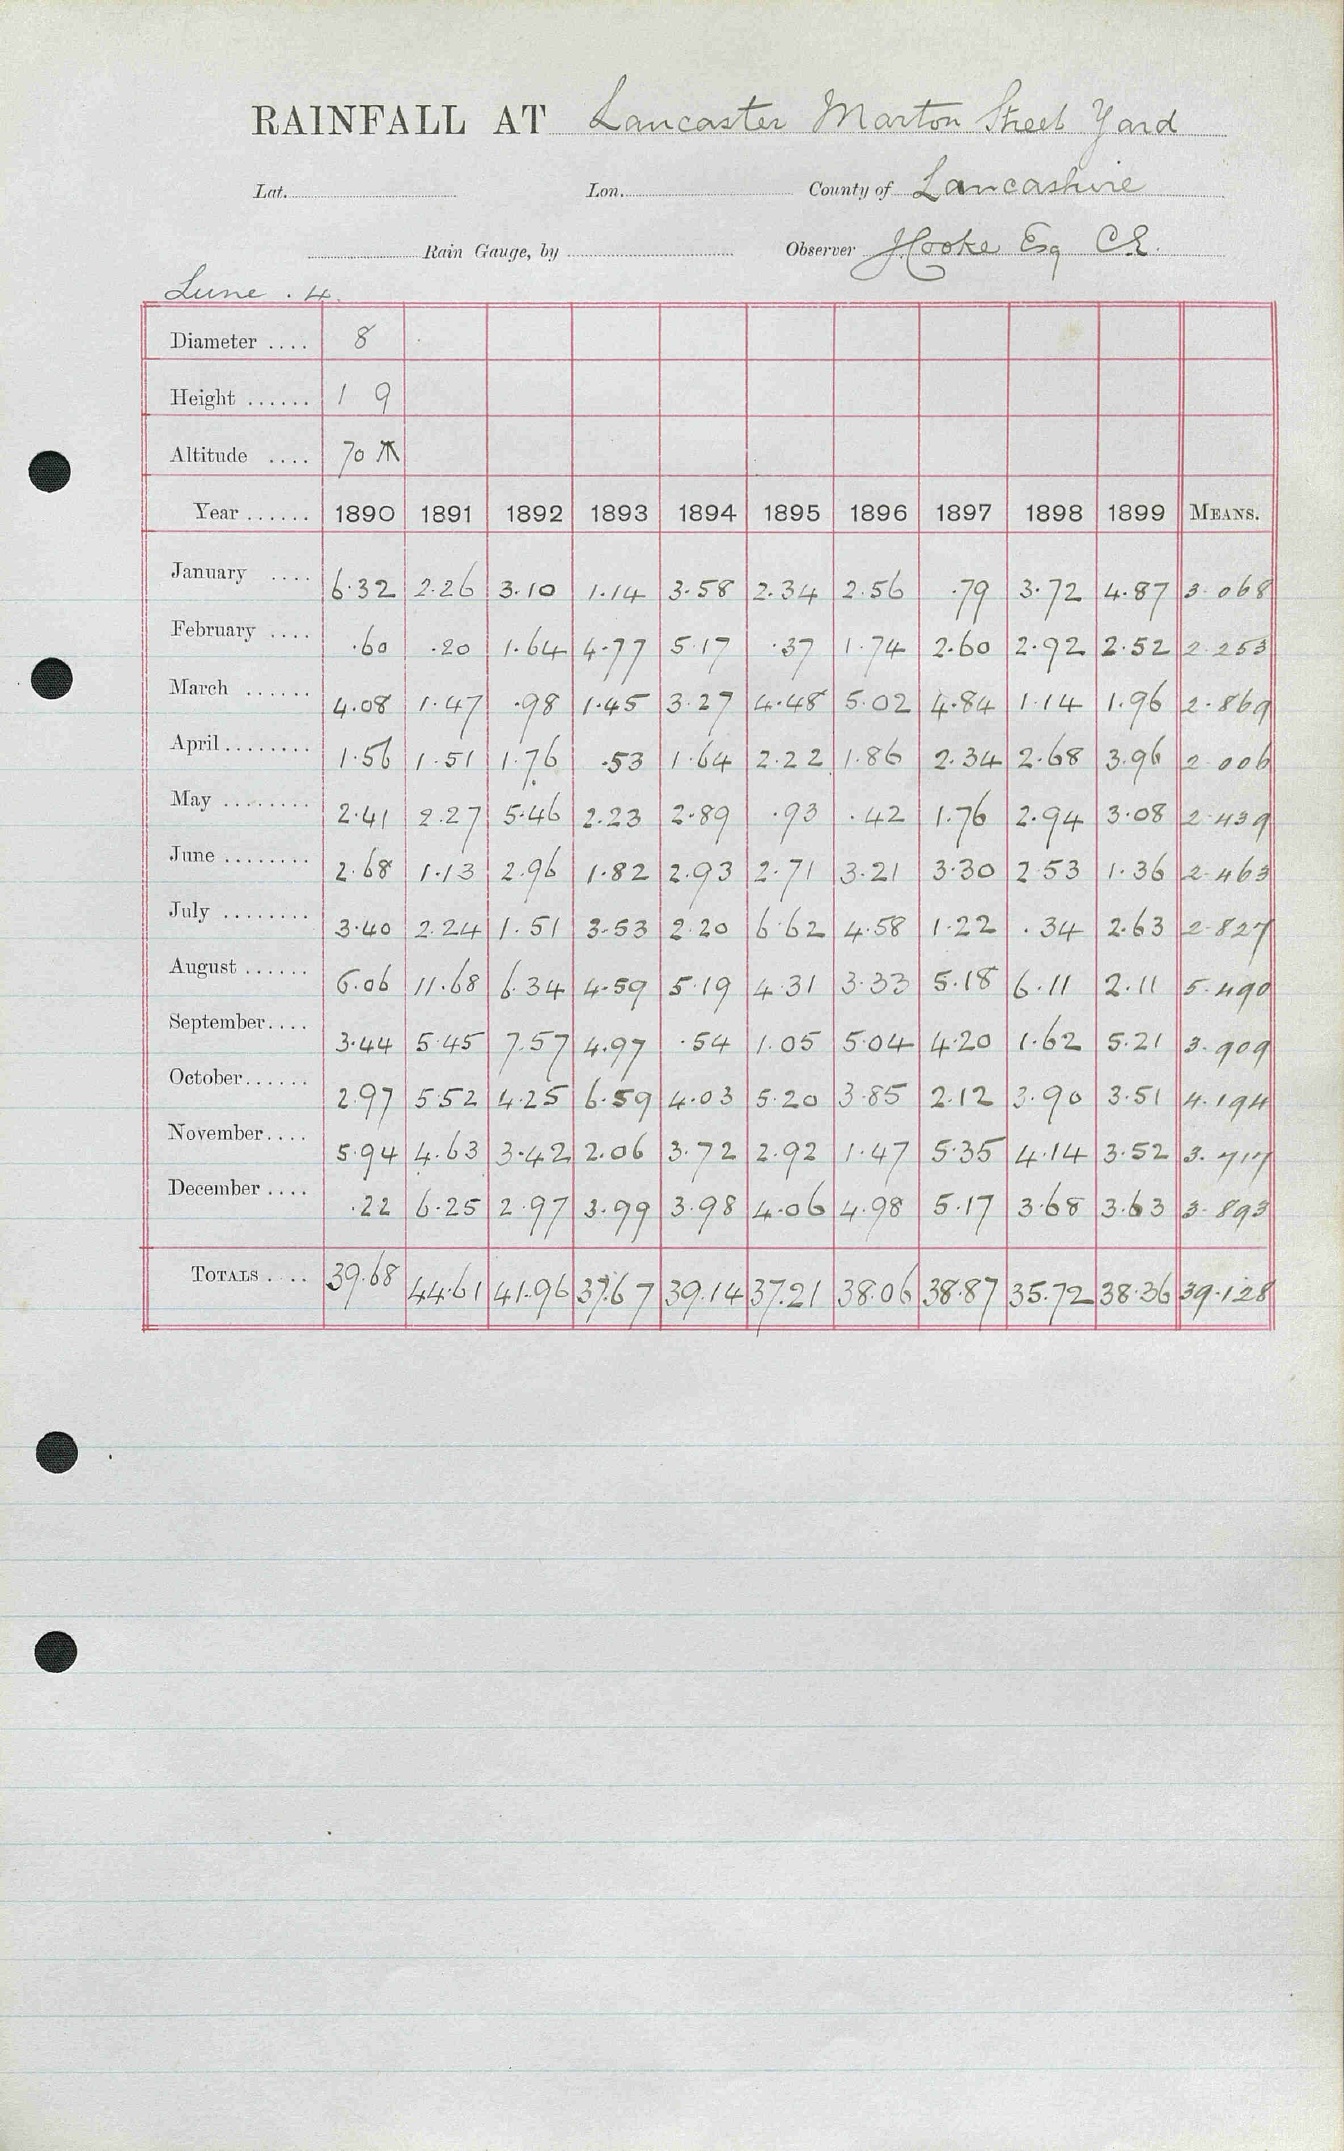 RAINFALL AT Lancaster Marton Street Yard
Lat. Lon. County of Lancashire
Rain Gauge, by Observer J Cooke Esq C.E.
Lune . 4.
Diameter .... 8
Height ...... 1 9
Altitude .... 70
Year ...... 1890 1891 1892 1893 1894 1895 1896 1897 1898 1899 MEANS.
January .... 6.32 2.26 3.10 1.14 3.58 2.34 2.56 .79 3.72 4.87 3.068
February .... .60 .20 1.64 4.77 5.17 .37 1.74 2.60 2.92 2.52 2.253
March ...... 4.08 1.47 .98 1.45 3.27 4.48 5.02 4.84 1.14 1.96 2.869
April ........ 1.56 1.51 1.76 .53 1.64 2.22 1.86 2.34 2.68 3.96 2.006
May ........ 2.41 2.27 5.46 2.23 2.89 .93 .42 1.76 2.94 3.08 2.439
June ........ 2.68 1.13 2.96 1.82 2.93 2.71 3.21 3.30 2.53 1.36 2.463
July ........ 3.40 2.24 1.51 3.53 2.20 6.62 4.58 1.22 .34 2.63 2.827
August ...... 6.06 11.68 6.34 4.59 5.19 4.31 3.33 5.18 6.11 2.11 5.490
September .... 3.44 5.45 7.57 4.97 .54 1.05 5.04 4.20 1.62 5.21 3.909
October ...... 2.97 5.52 4.25 6.59 4.03 5.20 3.85 2.12 3.90 3.51 4.194
November .... 5.94 4.63 3.42 2.06 3.72 2.92 1.47 5.35 4.14 3.52 3.717
December .... .22 6.25 2.97 3.99 3.98 4.06 4.98 5.17 3.68 3.63 3.893
TOTALS .... 39.68 44.61 41.96 37.67 39.14 37.21 38.06 38.87 35.72 38.36 39.128